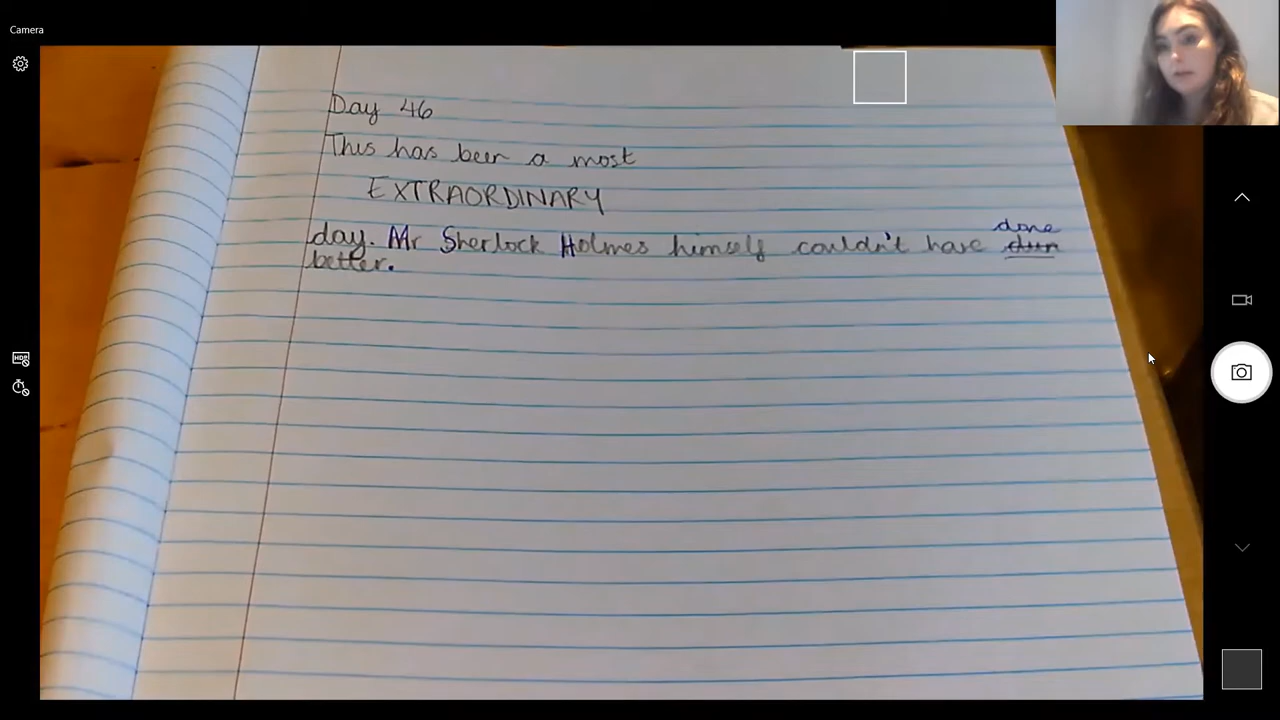 Camera
Day 46
This has been a most
EXTRAORDINARY
done
day. Mr Sherlock Holmes himself couldn't have dun
better.